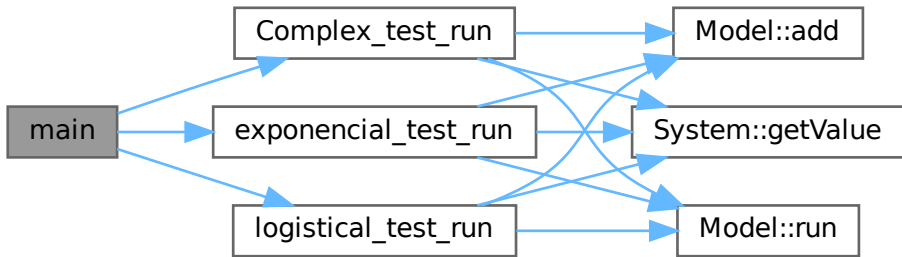 main
Complex_test_run
exponencial_test_run
logistical_test_run
Model::add
System::getValue
Model::run